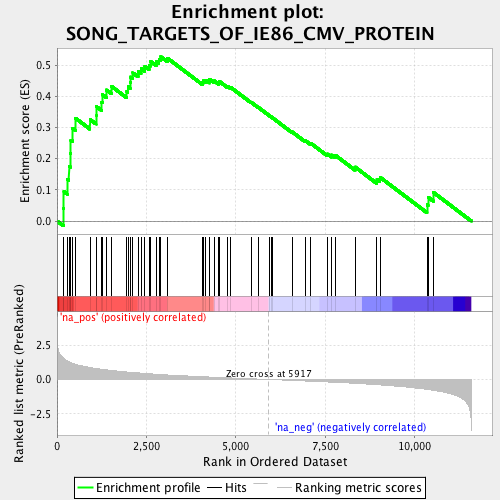 Enrichment plot:
SONG_TARGETS_OF_IE86_CMV_PROTEIN
Enrichment score (ES)
0.5
0.4
0.3
0.2
0.1
0.0
'na_pos' (positively correlated)
Ranked list metric (PreRanked)
2.5
0.0
-2.5
Zero cross at 5917
'na_neg' (negatively correlated)
0
2,500
5,000
7,500
10,000
Rank in Ordered Dataset
Enrichment profile
Hits
Ranking metric scores